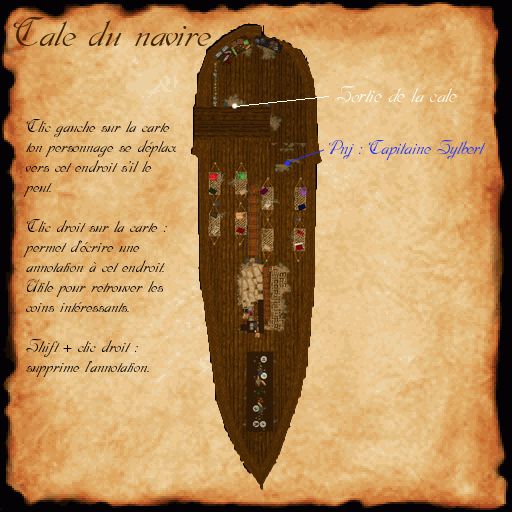 Cale du navire
Sortie de la cale
Clic gauche sur la carte
ton personnage se déplace
Pnj : Capitaine Sylbert
vers cet endroit s'il le
peut.
Clic droit sur la carte :
permet d'écrire une
annotation à cet endroit.
Utile pour retrouver les
coins intéressants.
Shift + clic droit :
supprime l'annotation.